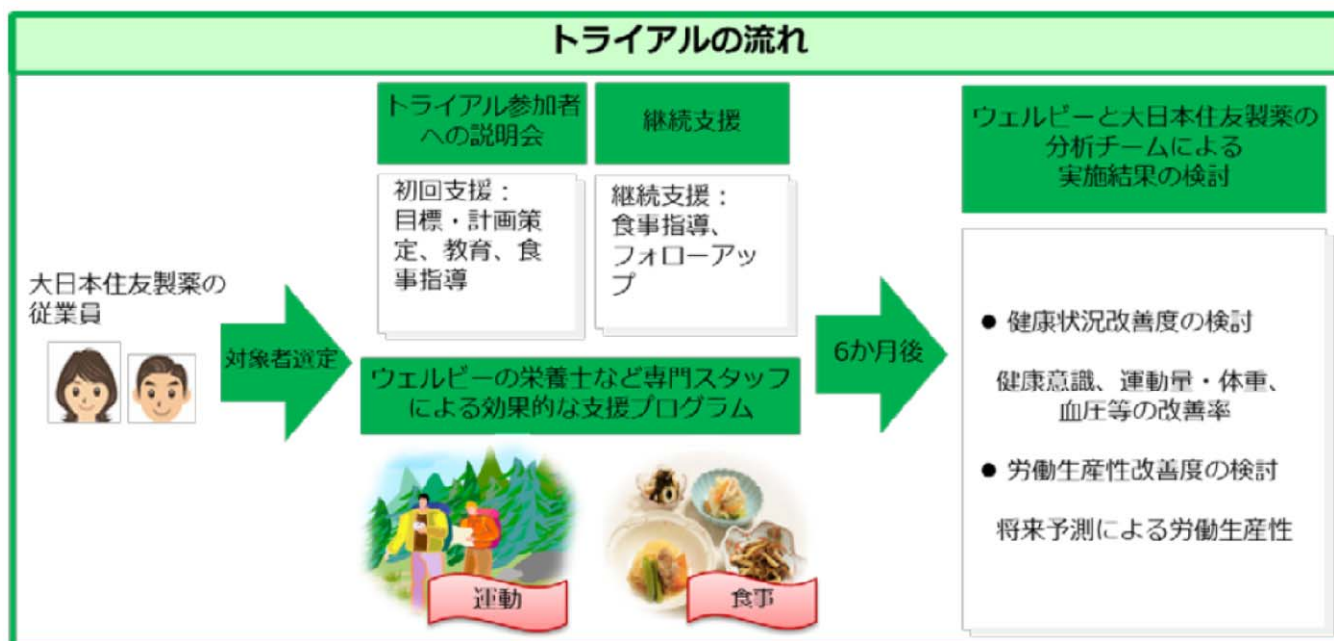 トライアルの流れ
大日本住友製薬の
従業員
対象者選定
トライアル参加者
への説明会
初回支援：
目標・計画策
定、教育、食
事指導
継続支援
継続支援：
食事指導、
フォローアッ
プ
ウェルビーの栄養士など専門スタッフ
による効果的な支援プログラム
運動
食事
6か月後
ウェルビーと大日本住友製薬の
分析チームによる
実施結果の検討
● 健康状況改善度の検討
健康意識、運動量・体重、
血圧等の改善率
● 労働生産性改善度の検討
将来予測による労働生産性